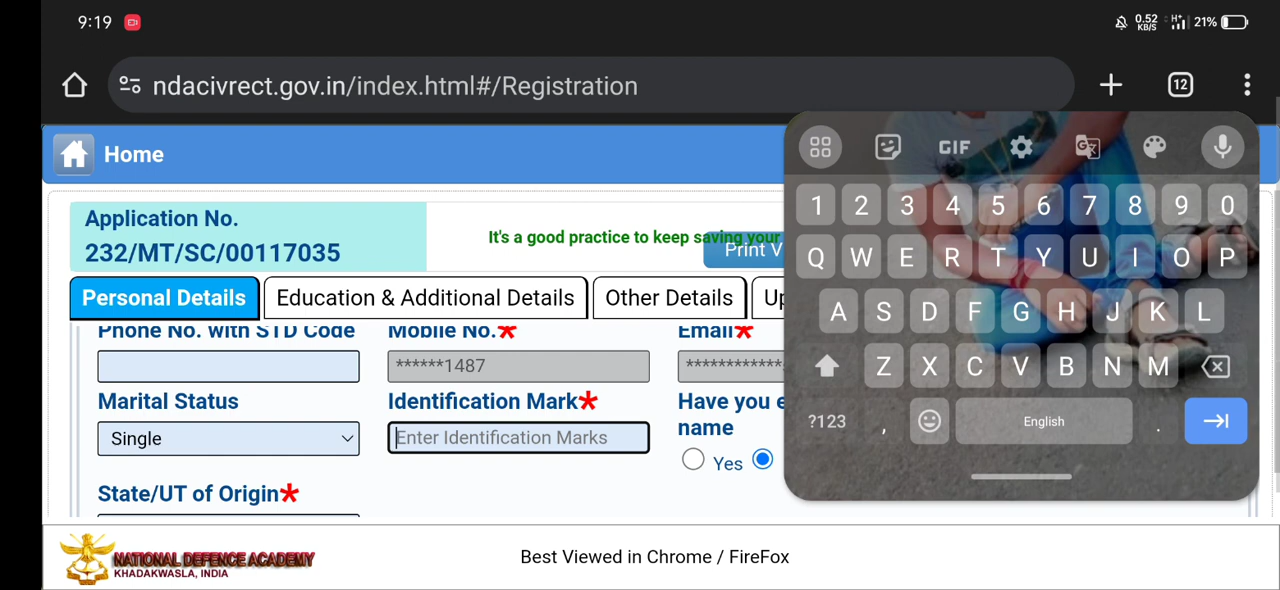 9:19
0.52 KB/S
H+
21%
ndacivrect.gov.in/index.html#/Registration
12
Home
Application No.
232/MT/SC/00117035
It's a good practice to keep saving your
Print V
Personal Details
Education & Additional Details
Other Details
Up
Phone No. with STD Code
Mobile No.*
Email*
******1487
************
Marital Status
Identification Mark*
Have you e
name
Single
Enter Identification Marks
Yes
State/UT of Origin*
GIF
1 2 3 4 5 6 7 8 9 0
Q W E R T Y U I O P
A S D F G H J K L
Z X C V B N M
?123 , English .
NATIONAL DEFENCE ACADEMY
KHADAKWASLA, INDIA
Best Viewed in Chrome / FireFox